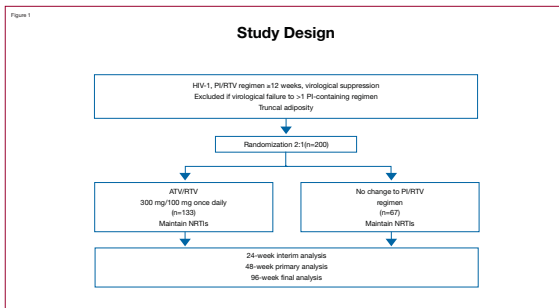 Figure 1
Study Design
HIV-1, PI/RTV regimen ≥12 weeks, virological suppression
Excluded if virological failure to >1 PI-containing regimen
Truncal adiposity
Randomization 2:1(n=200)
ATV/RTV
300 mg/100 mg once daily
(n=133)
Maintain NRTIs
No change to PI/RTV
regimen
(n=67)
Maintain NRTIs
24-week interim analysis
48-week primary analysis
96-week final analysis